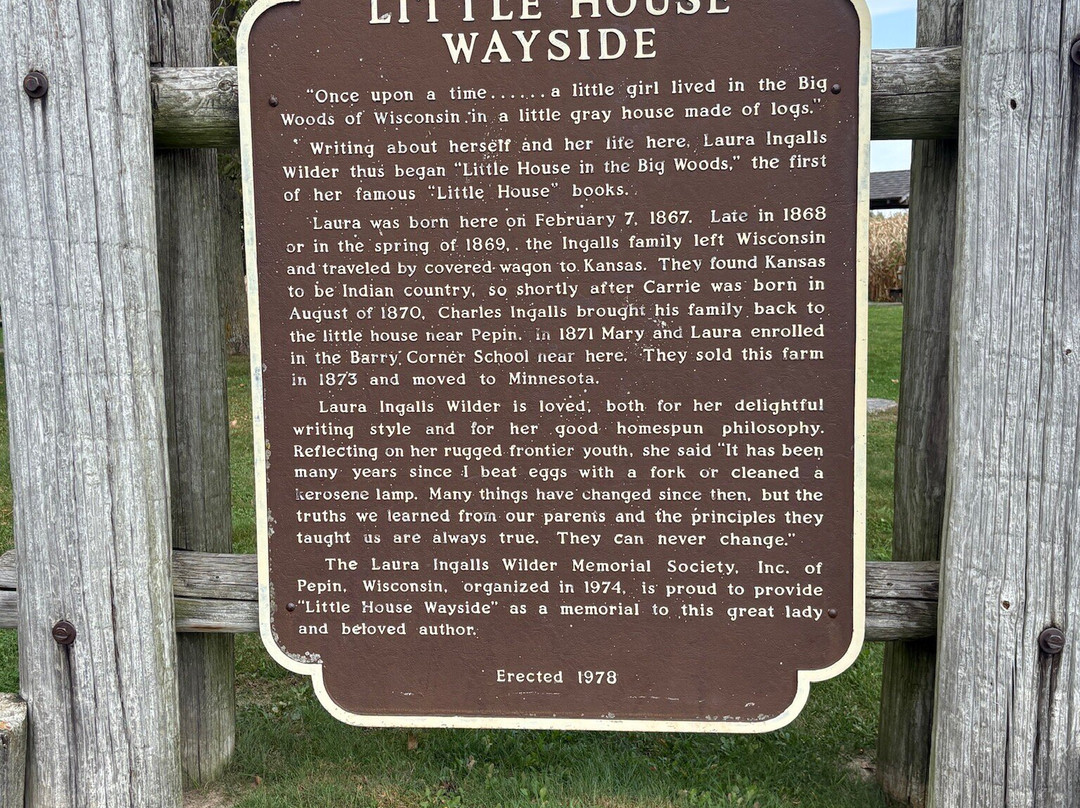 LITTLE HOUSE
WAYSIDE
"Once upon a time......a little girl lived in the Big
Woods of Wisconsin in a little gray house made of logs."
Writing about herself and her life here, Laura Ingalls
Wilder thus began "Little House in the Big Woods," the first
of her famous "Little House" books.
Laura was born here on February 7, 1867. Late in 1868
or in the spring of 1869, the Ingalls family left Wisconsin
and traveled by covered wagon to Kansas. They found Kansas
to be Indian country, so shortly after Carrie was born in
August of 1870, Charles Ingalls brought his family back to
the little house near Pepin. In 1871 Mary and Laura enrolled
in the Barry Corner School near here. They sold this farm
in 1873 and moved to Minnesota.
Laura Ingalls Wilder is loved, both for her delightful
writing style and for her good homespun philosophy.
Reflecting on her rugged frontier youth, she said "It has been
many years since I beat eggs with a fork or cleaned a
kerosene lamp. Many things have changed since then, but the
truths we learned from our parents and the principles they
taught us are always true. They can never change."
The Laura Ingalls Wilder Memorial Society, Inc. of
Pepin, Wisconsin, organized in 1974, is proud to provide
"Little House Wayside" as a memorial to this great lady
and beloved author.
Erected 1978